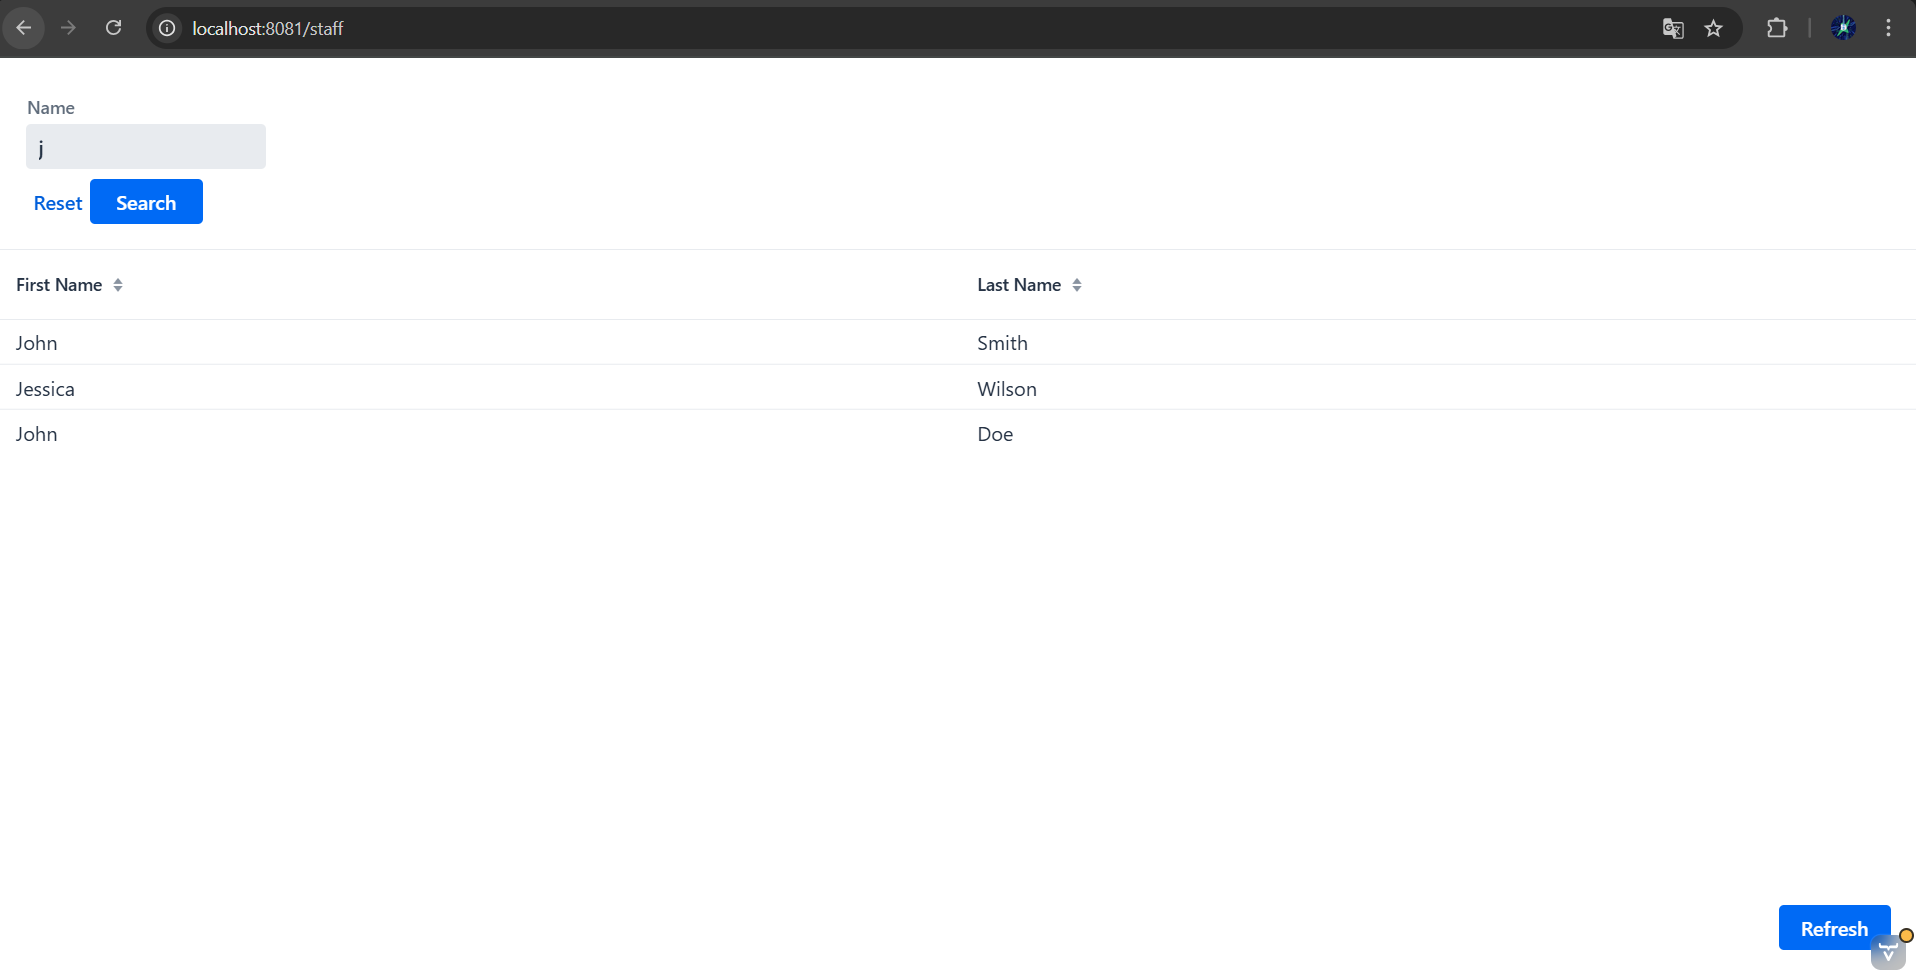 localhost:8081/staff
Name
j
Reset Search
First Name Last Name
John Smith
Jessica Wilson
John Doe
Refresh